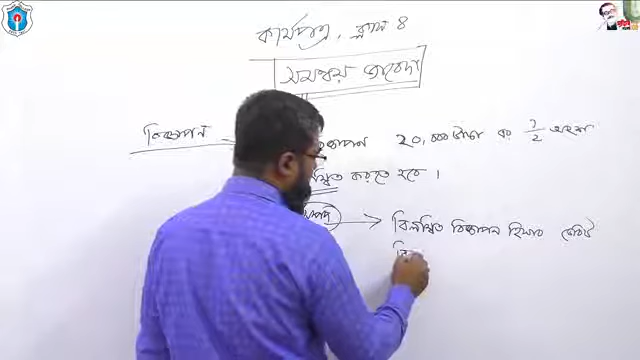 কার্যপত্র, ক্লাস ৪
সমন্বয় জাবেদা
বিজ্ঞাপন ২০,০০০ টাকা এর ১/২ অংশ
করতে হবে ।
বিলম্বিত বিজ্ঞাপন হিসাব ডেবিট
বি